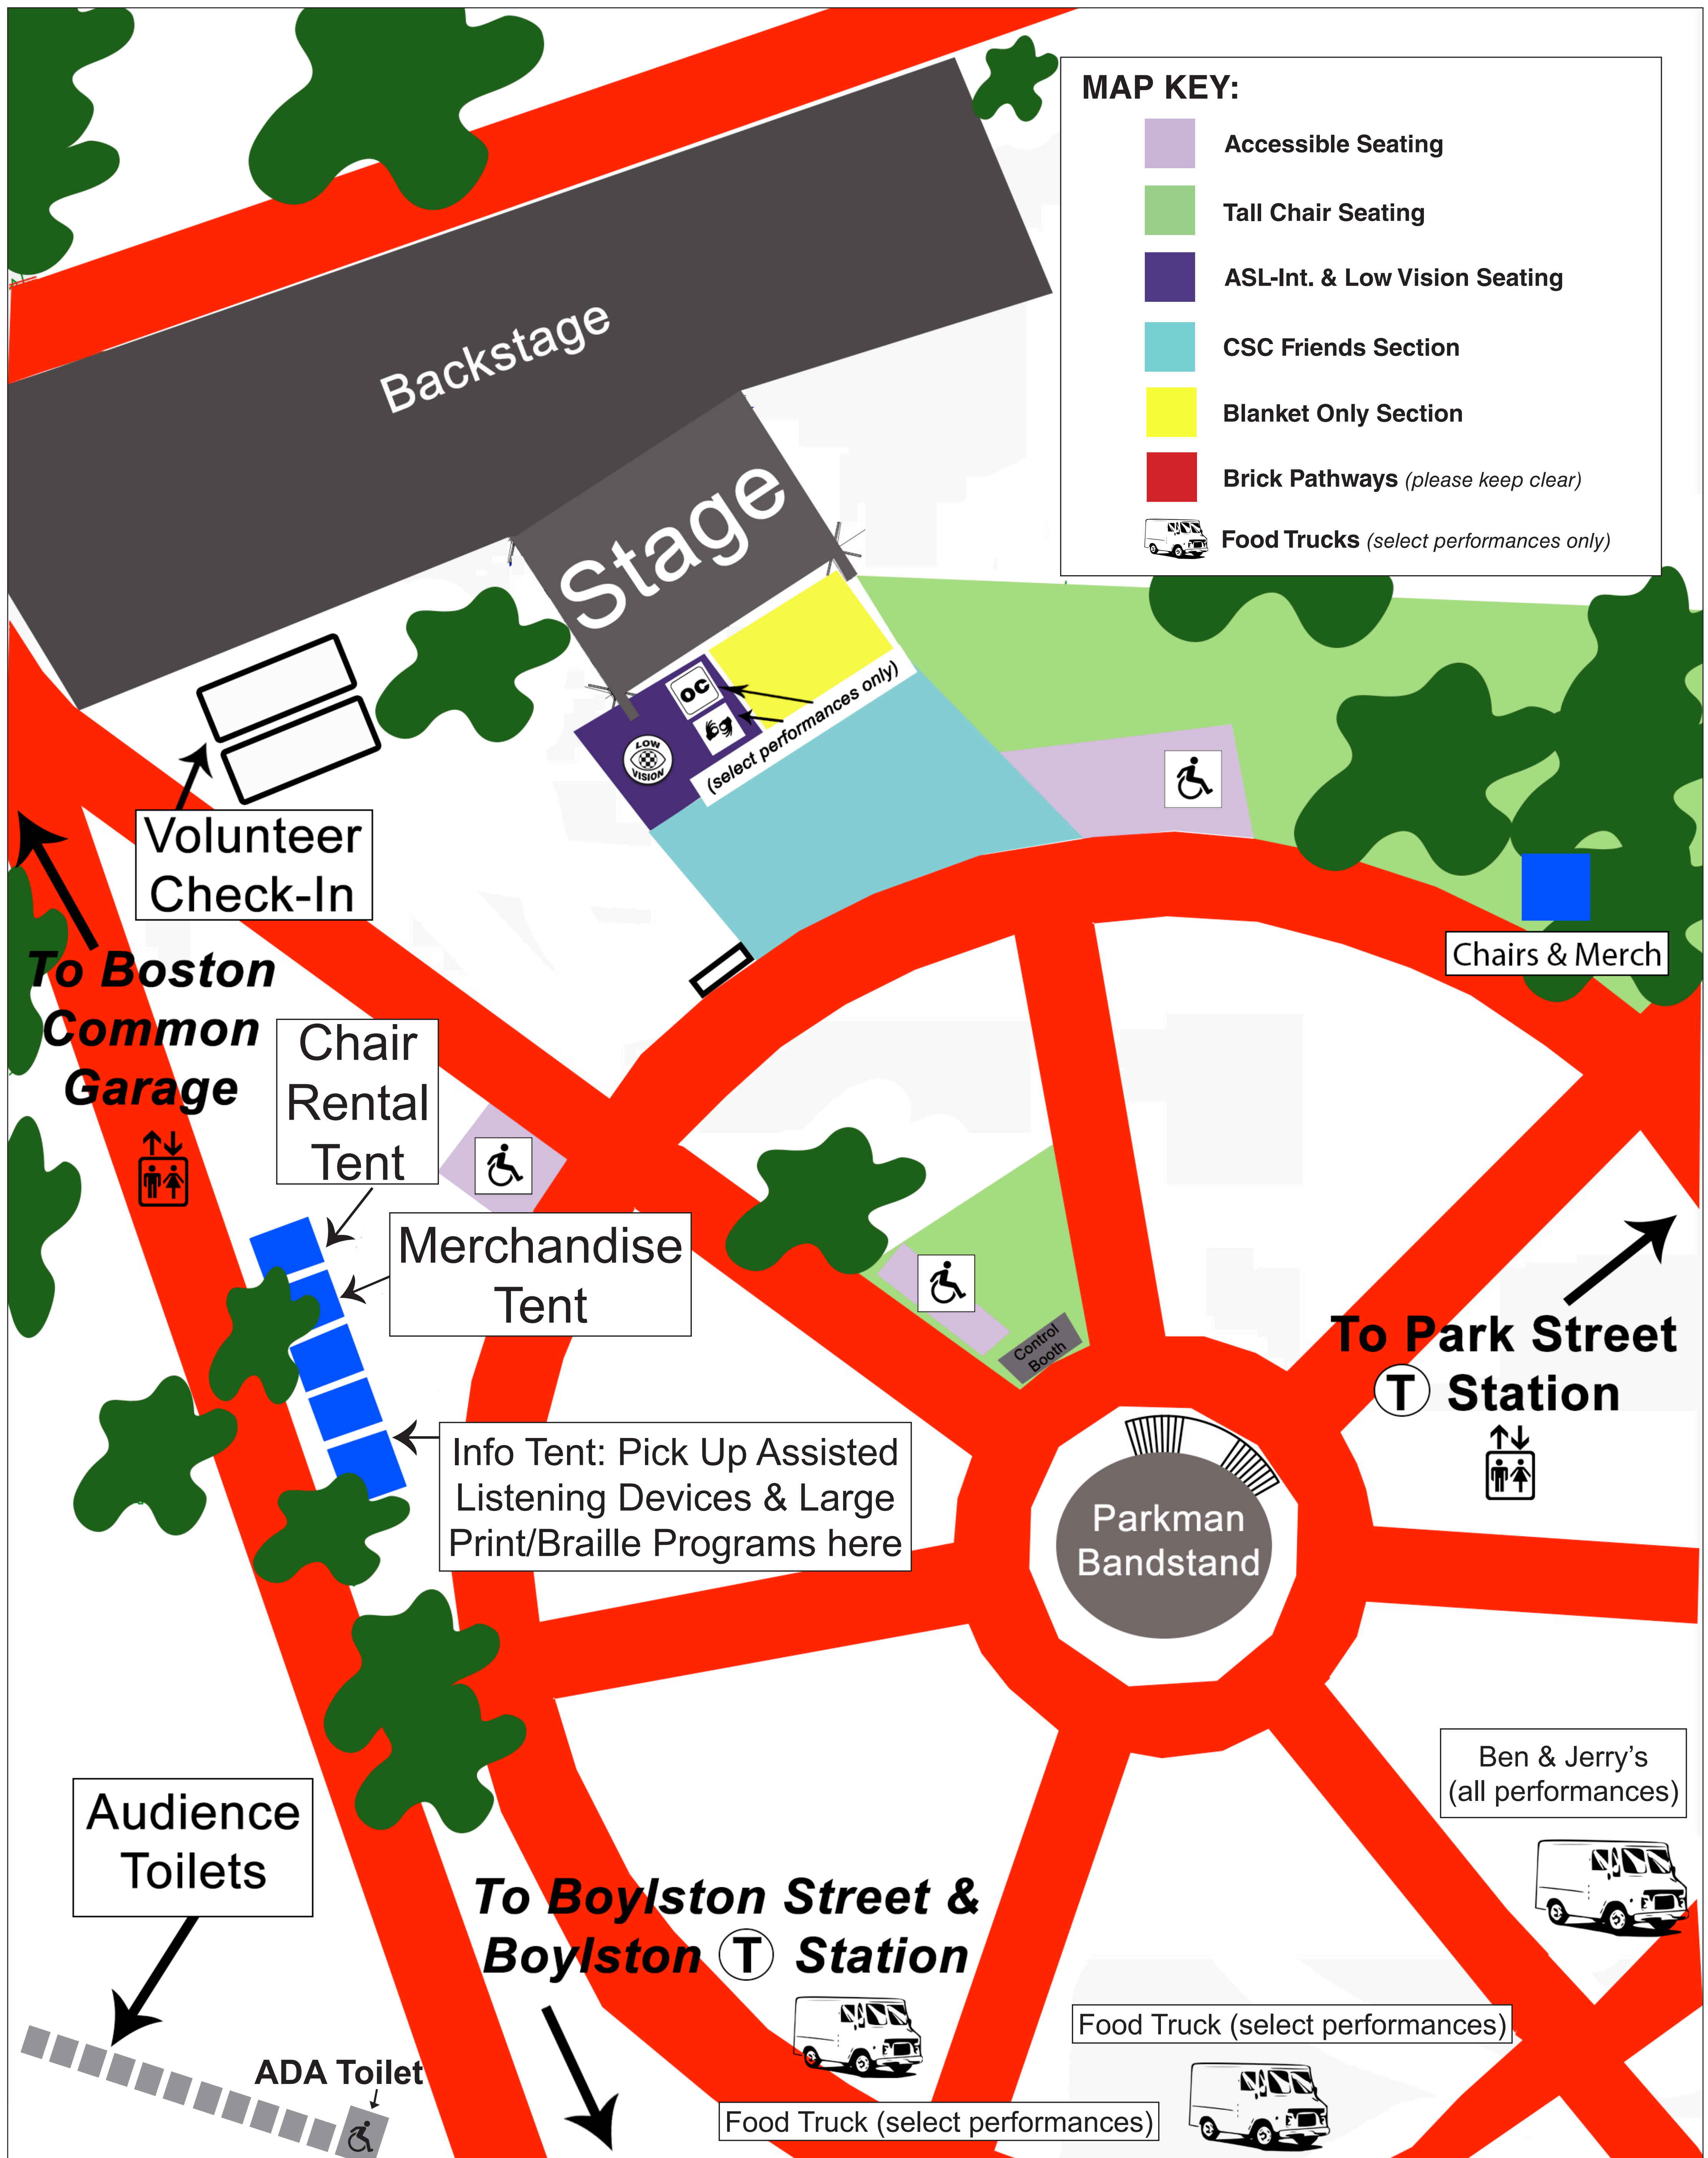 MAP KEY:
Accessible Seating
Tall Chair Seating
ASL-Int. & Low Vision Seating
CSC Friends Section
Blanket Only Section
Brick Pathways (please keep clear)
Food Trucks (select performances only)
Backstage
Stage
OC
LOW
VISION
(select performances only)
Volunteer
Check-In
To Boston
Common
Garage
Chairs & Merch
Chair
Rental
Tent
Merchandise
Tent
Control
Booth
To Park Street
T Station
Info Tent: Pick Up Assisted
Listening Devices & Large
Print/Braille Programs here
Parkman
Bandstand
Ben & Jerry’s
(all performances)
Audience
Toilets
To Boylston Street &
Boylston T Station
Food Truck (select performances)
ADA Toilet
Food Truck (select performances)